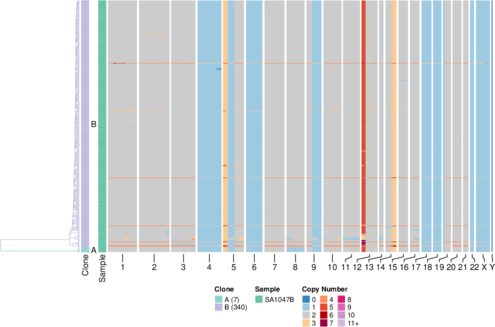 B
A
Clone
Sample
1 2 3 4 5 6 7 8 9 10 11 12 13 14 15 16 17 18 19 20 21 22 X Y
Clone Sample Copy Number
A (7) SA1047B 0 4 8
B (340) 1 5 9
2 6 10
3 7 11+